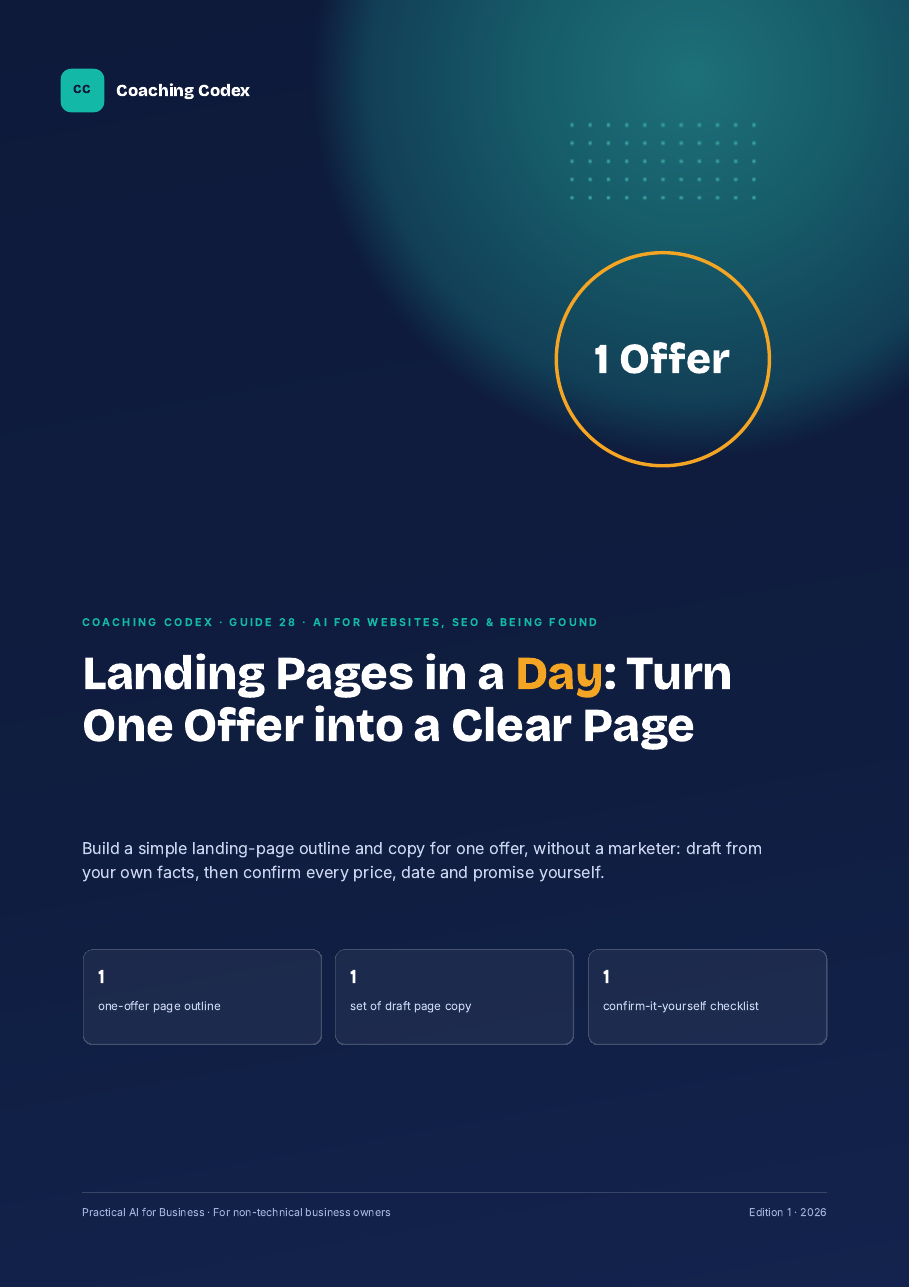 CC
Coaching Codex
1 Offer
COACHING CODEX · GUIDE 28 · AI FOR WEBSITES, SEO & BEING FOUND
Landing Pages in a Day: Turn
One Offer into a Clear Page
Build a simple landing-page outline and copy for one offer, without a marketer: draft from
your own facts, then confirm every price, date and promise yourself.
1
one-offer page outline
1
set of draft page copy
1
confirm-it-yourself checklist
Practical AI for Business · For non-technical business owners
Edition 1 · 2026